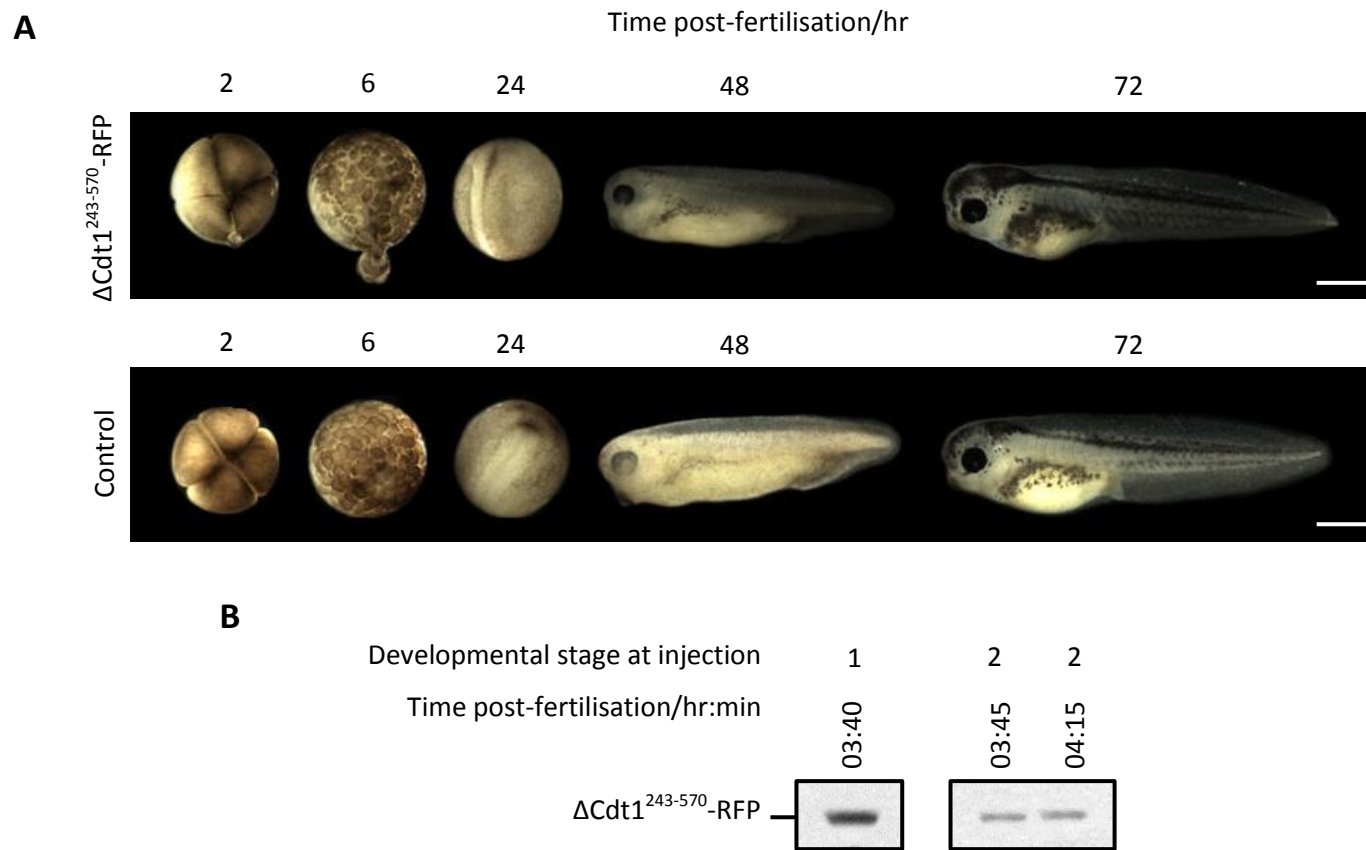 A
Time post-fertilisation/hr
2 6 24 48 72
ΔCdt1243-570-RFP
2 6 24 48 72
Control
B
Developmental stage at injection 1 2 2
Time post-fertilisation/hr:min 03:40 03:45 04:15
ΔCdt1243-570-RFP